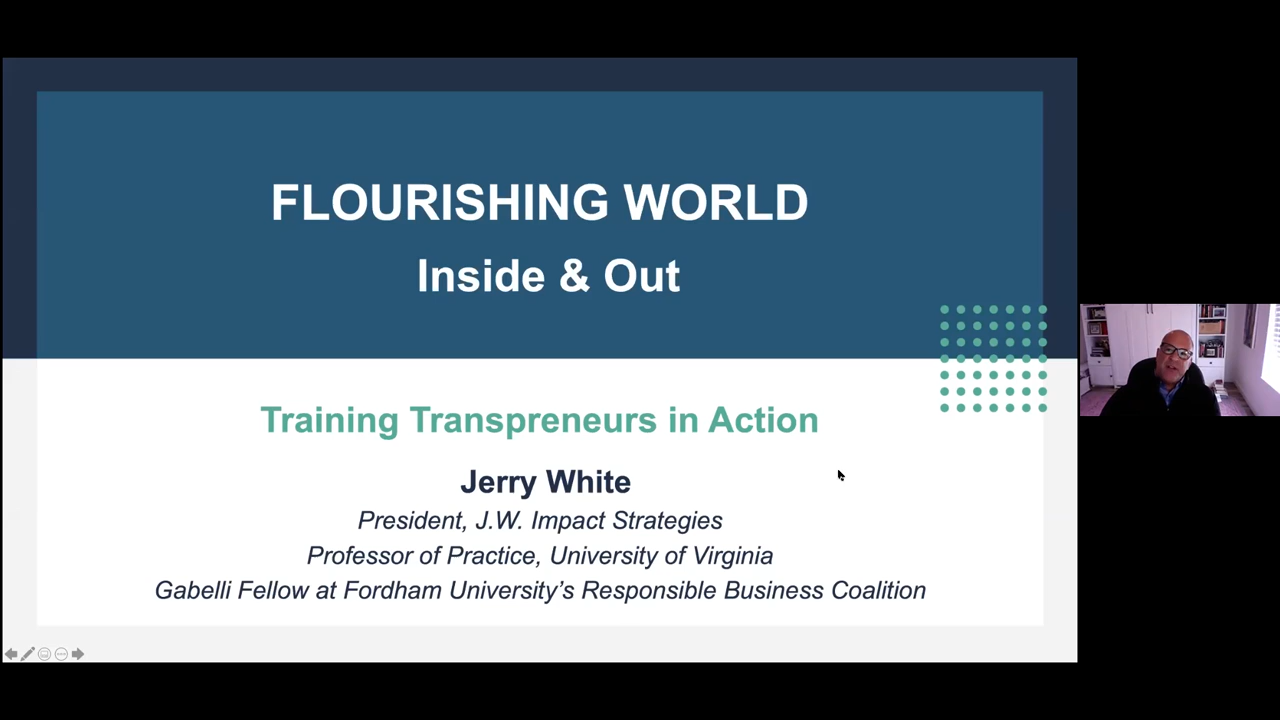 FLOURISHING WORLD
Inside & Out
Training Transpreneurs in Action
Jerry White
President, J.W. Impact Strategies
Professor of Practice, University of Virginia
Gabelli Fellow at Fordham University’s Responsible Business Coalition